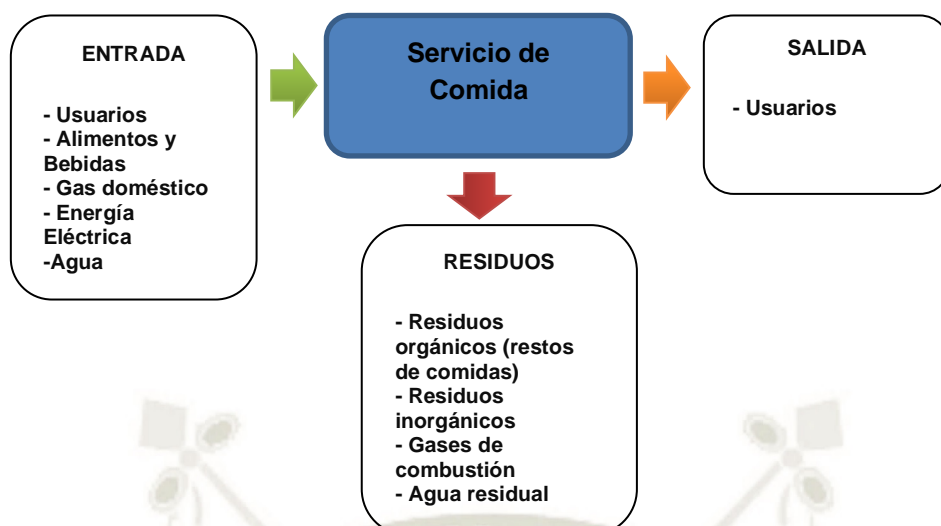 ENTRADA
- Usuarios
- Alimentos y
Bebidas
- Gas doméstico
- Energía
Eléctrica
-Agua
Servicio de
Comida
SALIDA
- Usuarios
RESIDUOS
- Residuos
orgánicos (restos
de comidas)
- Residuos
inorgánicos
- Gases de
combustión
- Agua residual